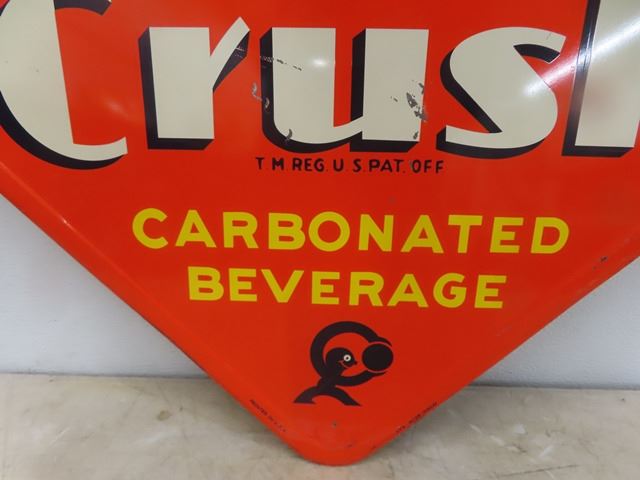 Crush
T.M. REG. U.S. PAT. OFF
CARBONATED
BEVERAGE